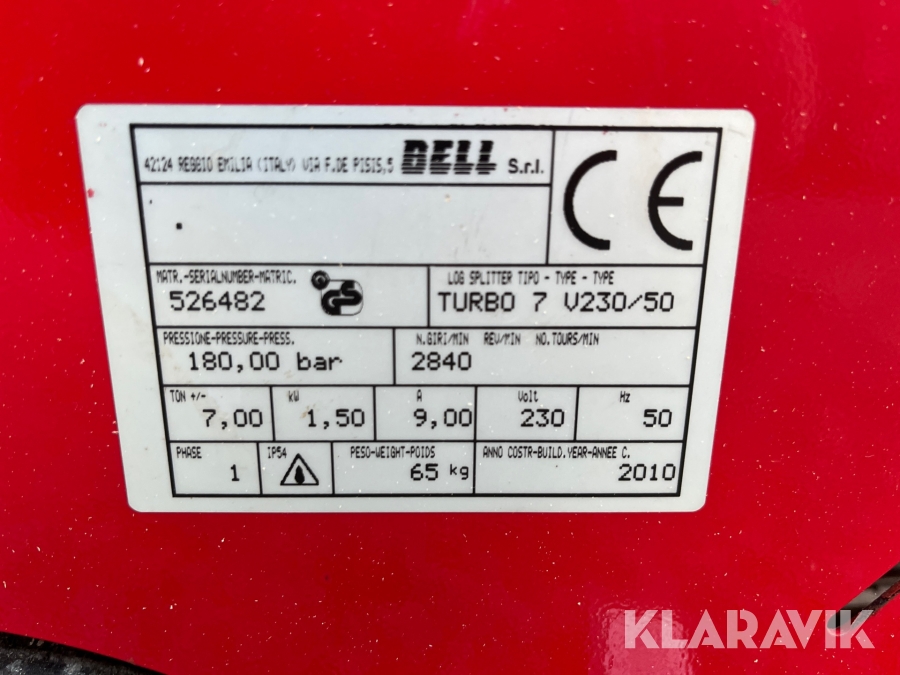 42124 REGGIO EMILIA (ITALY) VIA F.DE PISIS,5 BELL S.r.l.
CE
.
MATR.-SERIALNUMBER-MATRIC.
526482
GS
LOG SPLITTER TIPO - TYPE - TYPE
TURBO 7 V230/50
PRESSIONE-PRESSURE-PRESS.
180,00 bar
N.GIRI/MIN REV/MIN NO.TOURS/MIN
2840
TON +/- kW A Volt Hz
7,00 1,50 9,00 230 50
PHASE IP54 PESO-WEIGHT-POIDS ANNO COSTR-BUILD.YEAR-ANNEE C.
1 65 kg 2010
KLARAVIK